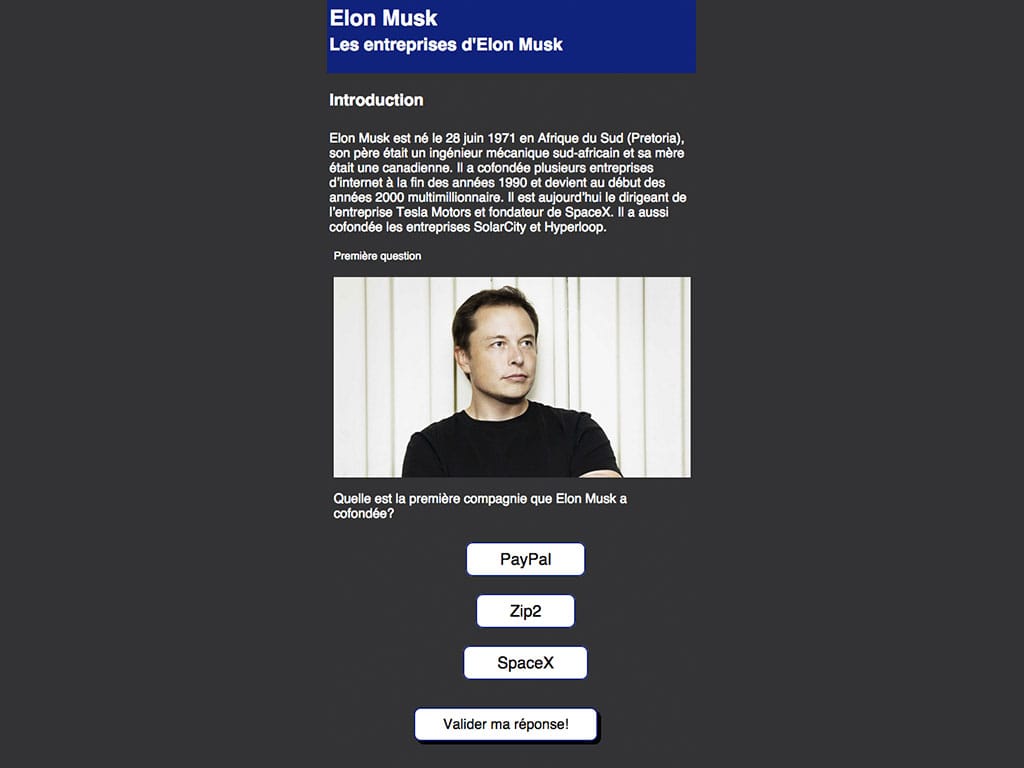 Elon Musk
Les entreprises d'Elon Musk
Introduction
Elon Musk est né le 28 juin 1971 en Afrique du Sud (Pretoria),
son père était un ingénieur mécanique sud-africain et sa mère
était une canadienne. Il a cofondée plusieurs entreprises
d'internet à la fin des années 1990 et devient au début des
années 2000 multimillionnaire. Il est aujourd'hui le dirigeant de
l'entreprise Tesla Motors et fondateur de SpaceX. Il a aussi
cofondée les entreprises SolarCity et Hyperloop.
Première question
Quelle est la première compagnie que Elon Musk a
cofondée?
PayPal
Zip2
SpaceX
Valider ma réponse!